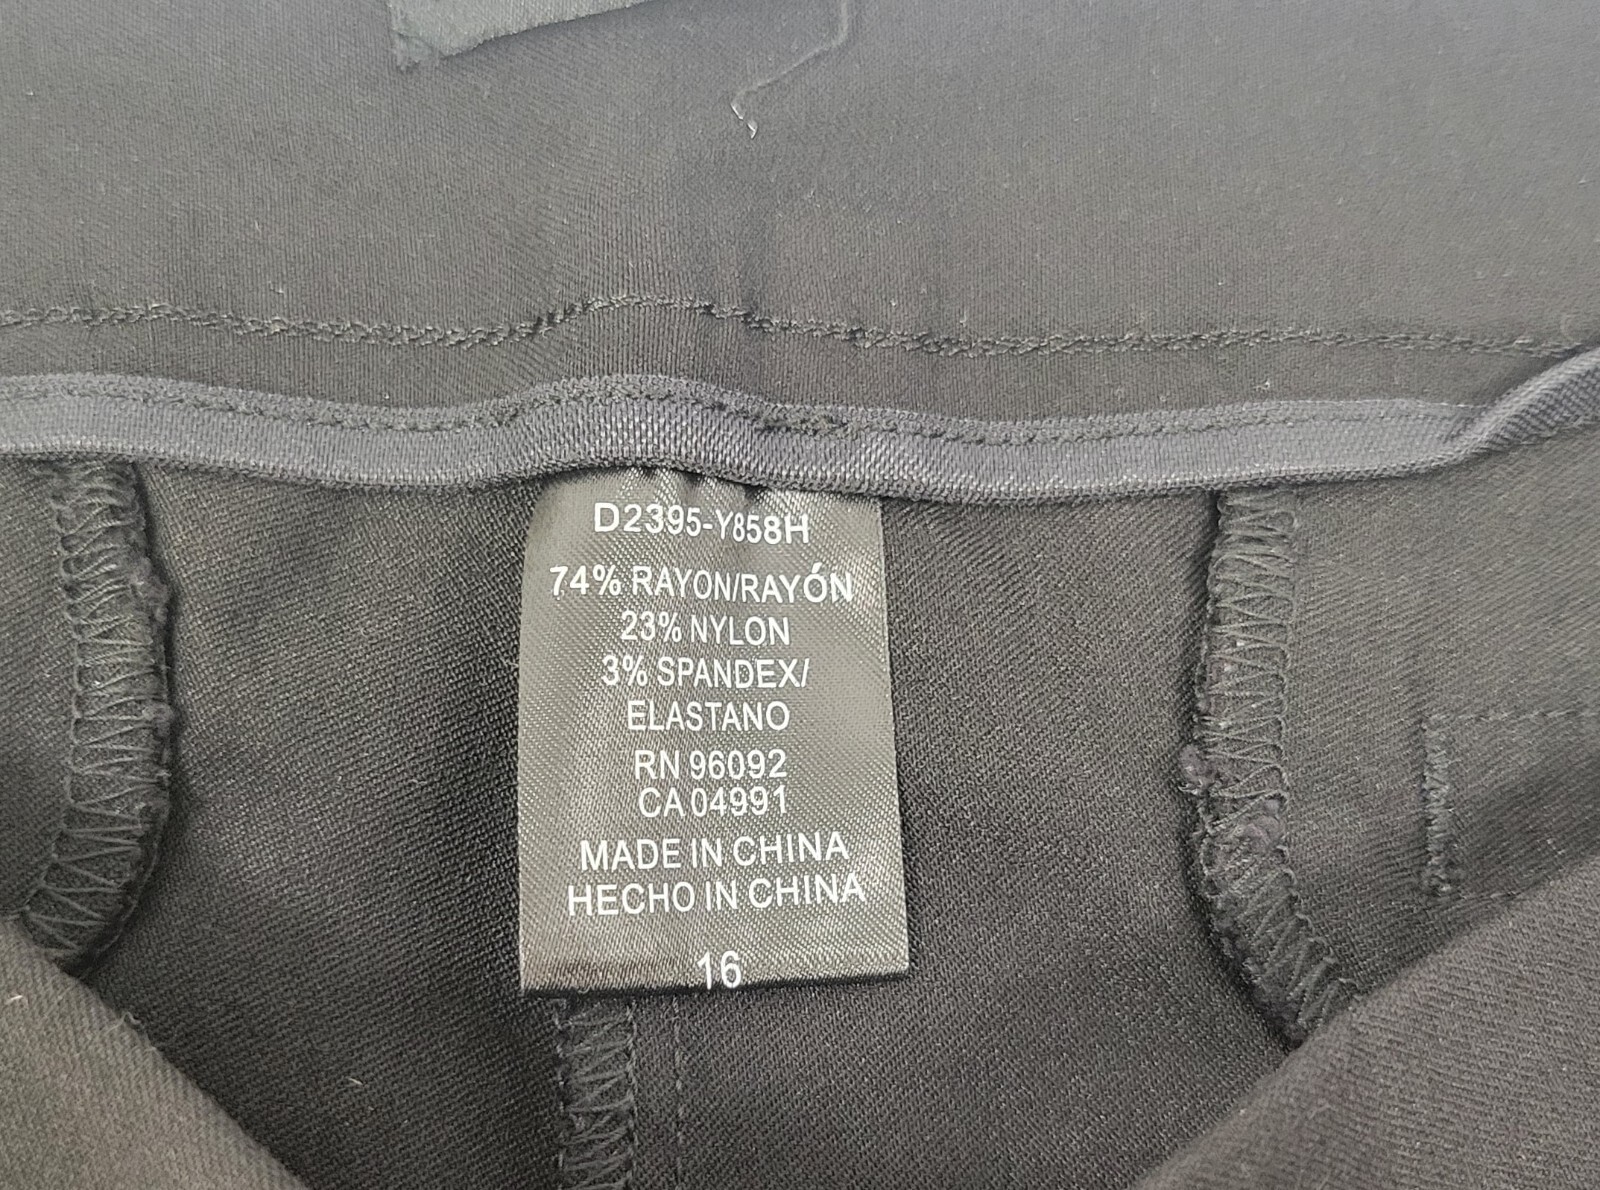 D2395-Y858H
74% RAYON/RAYÓN
23% NYLON
3% SPANDEX/
ELASTANO
RN 96092
CA 04991
MADE IN CHINA
HECHO IN CHINA
16